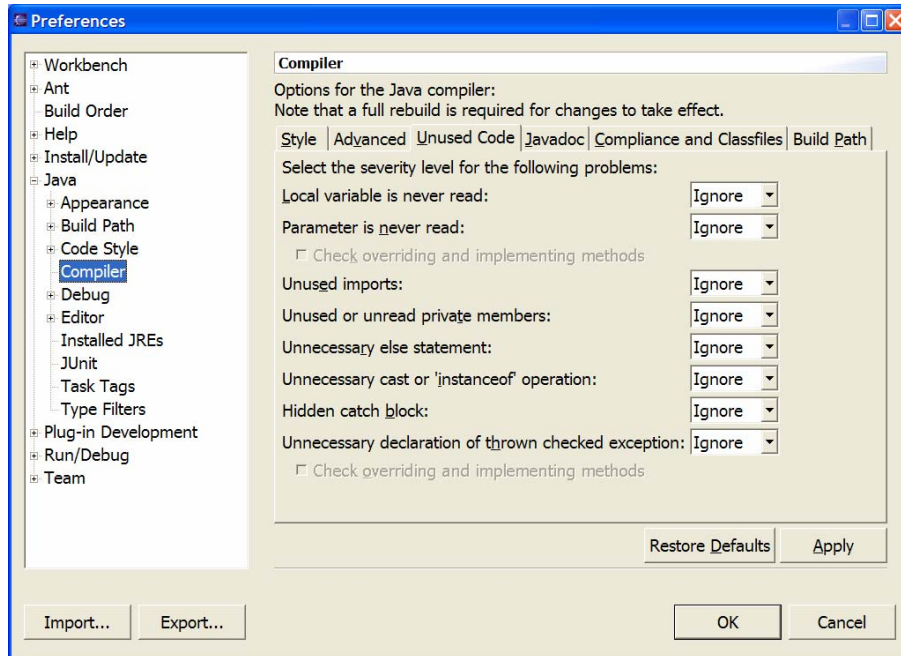 Preferences
Workbench
Ant
Build Order
Help
Install/Update
Java
Appearance
Build Path
Code Style
Compiler
Debug
Editor
Installed JREs
JUnit
Task Tags
Type Filters
Plug-in Development
Run/Debug
Team
Compiler
Options for the Java compiler:
Note that a full rebuild is required for changes to take effect.
Style Advanced Unused Code Javadoc Compliance and Classfiles Build Path
Select the severity level for the following problems:
Local variable is never read: Ignore
Parameter is never read: Ignore
Check overriding and implementing methods
Unused imports: Ignore
Unused or unread private members: Ignore
Unnecessary else statement: Ignore
Unnecessary cast or 'instanceof' operation: Ignore
Hidden catch block: Ignore
Unnecessary declaration of thrown checked exception: Ignore
Check overriding and implementing methods
Restore Defaults Apply
Import... Export... OK Cancel